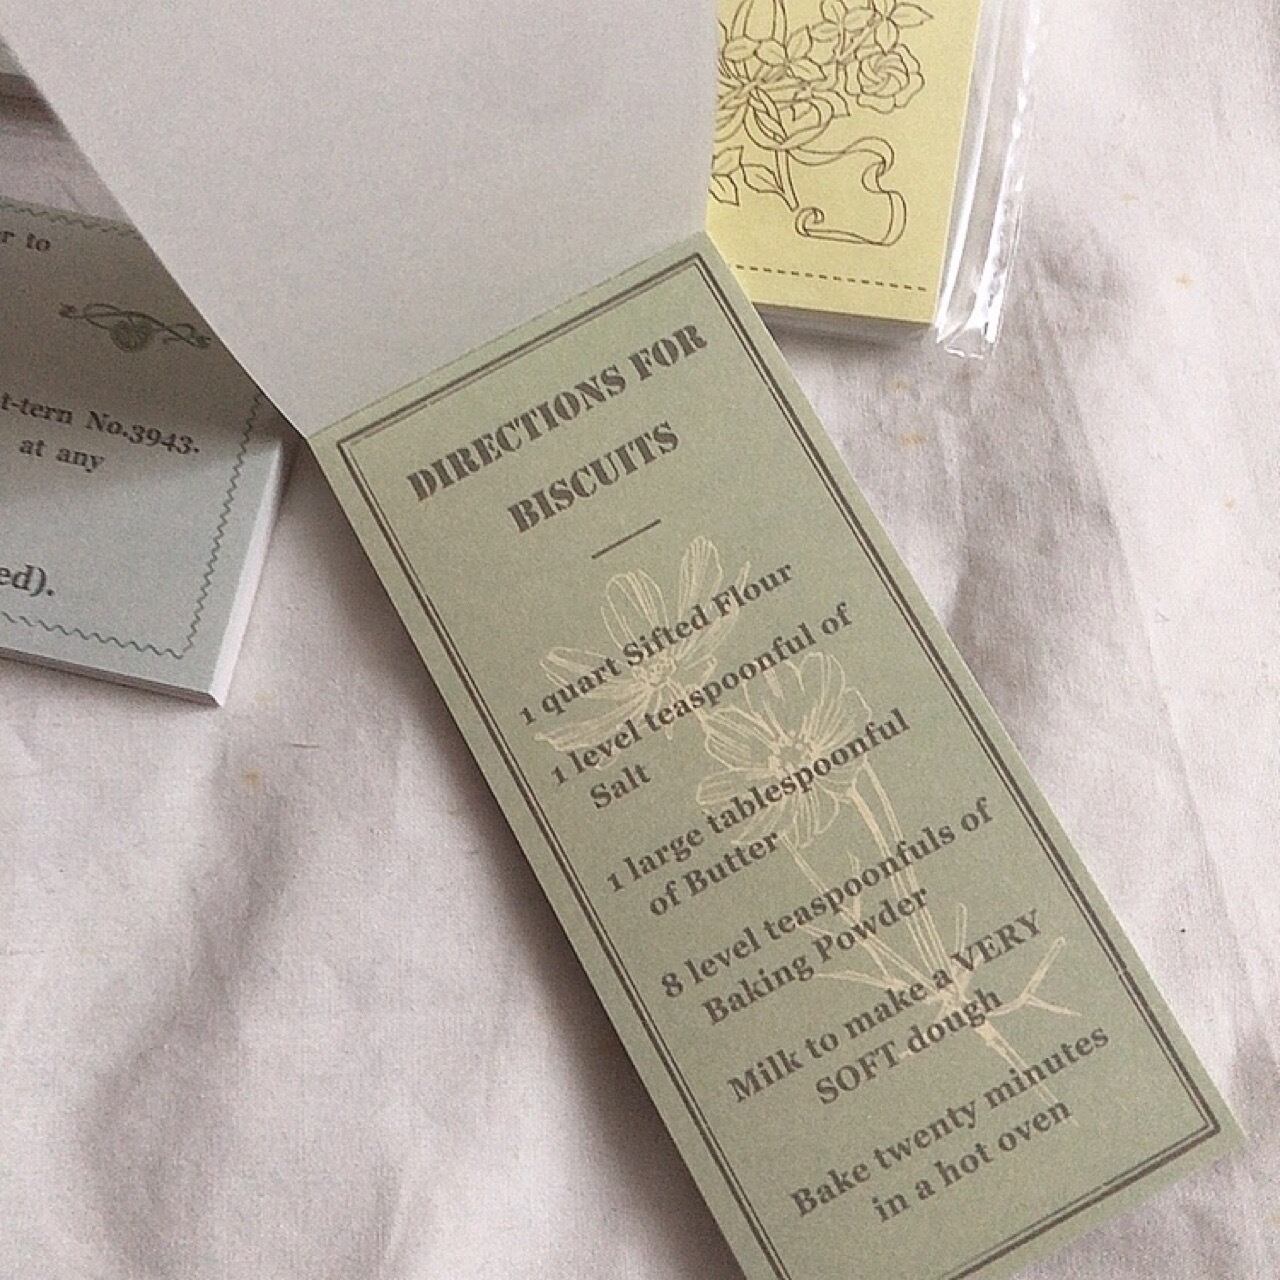 r to
t-tern No.3943.
at any
ed).
DIRECTIONS FOR
BISCUITS
1 quart Sifted Flour
1 level teaspoonful of
Salt
1 large tablespoonful
of Butter
8 level teaspoonfuls of
Baking Powder
Milk to make a VERY
SOFT dough
Bake twenty minutes
in a hot oven